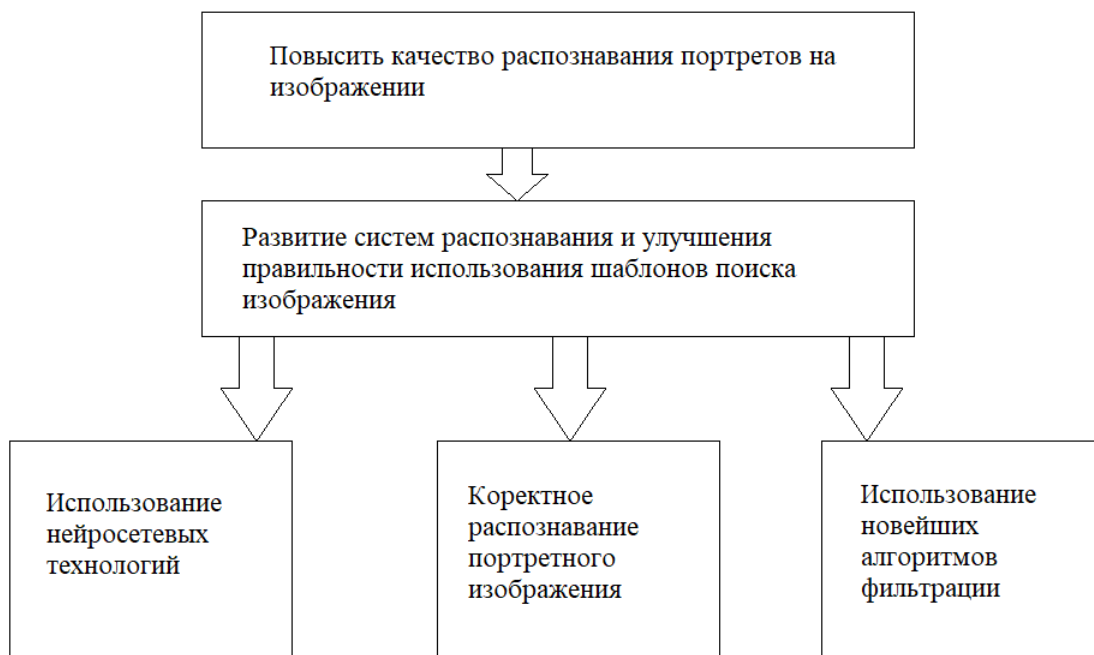 Повысить качество распознавания портретов на
изображении
Развитие систем распознавания и улучшения
правильности использования шаблонов поиска
изображения
Использование
нейросетевых
технологий
Коректное
распознавание
портретного
изображения
Использование
новейших
алгоритмов
фильтрации